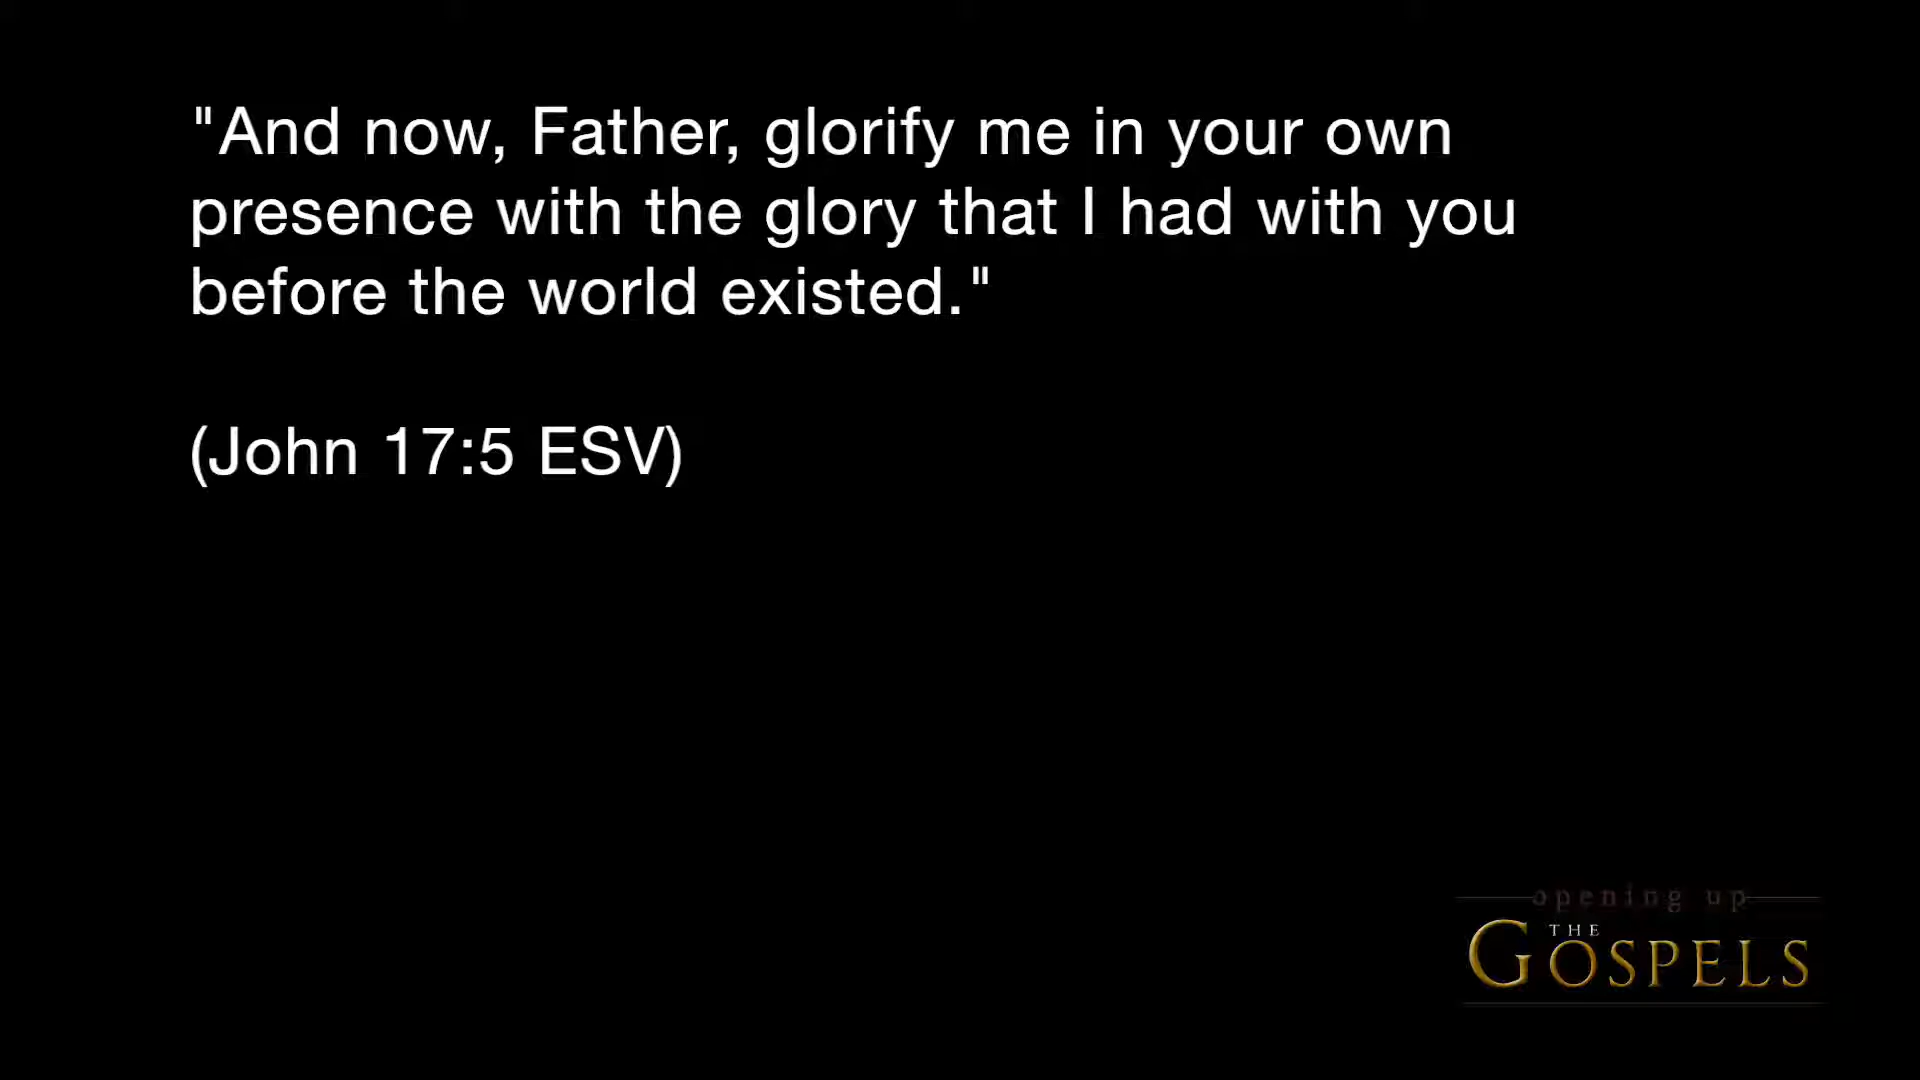 "And now, Father, glorify me in your own
presence with the glory that I had with you
before the world existed."
(John 17:5 ESV)
opening up
THE
GOSPELS